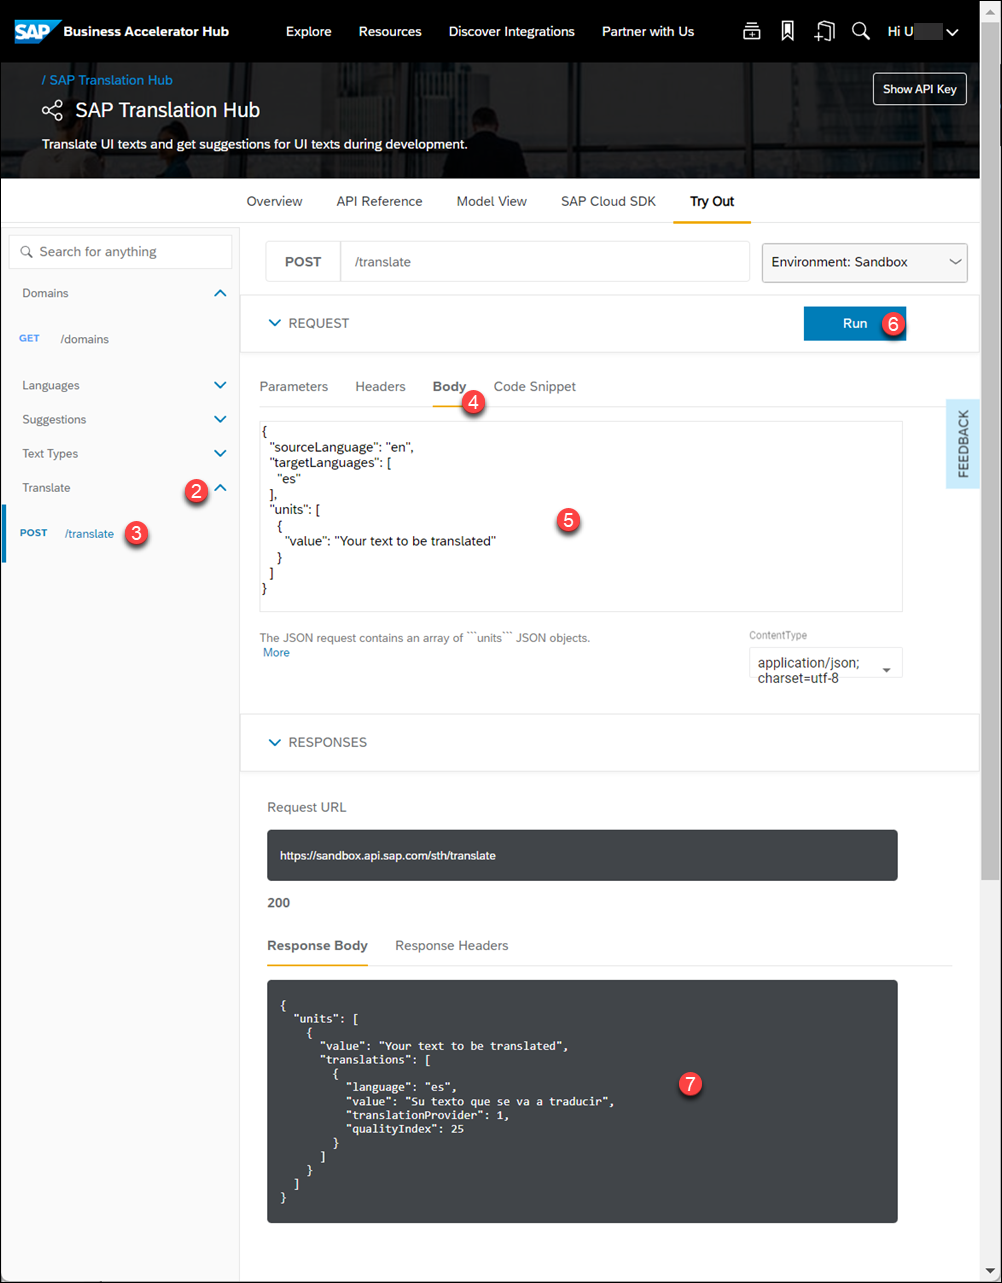 SAP Business Accelerator Hub
Explore
Resources
Discover Integrations
Partner with Us
Hi U
/ SAP Translation Hub
SAP Translation Hub
Translate UI texts and get suggestions for UI texts during development.
Show API Key
Overview
API Reference
Model View
SAP Cloud SDK
Try Out
Search for anything
Domains
GET /domains
Languages
Suggestions
Text Types
Translate 2
POST /translate 3
POST /translate
Environment: Sandbox
REQUEST
Run 6
Parameters
Headers
Body 4
Code Snippet
{
"sourceLanguage": "en",
"targetLanguages": [
"es"
],
"units": [
{
"value": "Your text to be translated"
}
]
}
5
The JSON request contains an array of ```units``` JSON objects.
More
ContentType
application/json;
charset=utf-8
FEEDBACK
RESPONSES
Request URL
https://sandbox.api.sap.com/sth/translate
200
Response Body
Response Headers
{
"units": [
{
"value": "Your text to be translated",
"translations": [
{
"language": "es",
"value": "Su texto que se va a traducir",
"translationProvider": 1,
"qualityIndex": 25
}
]
}
]
}
7